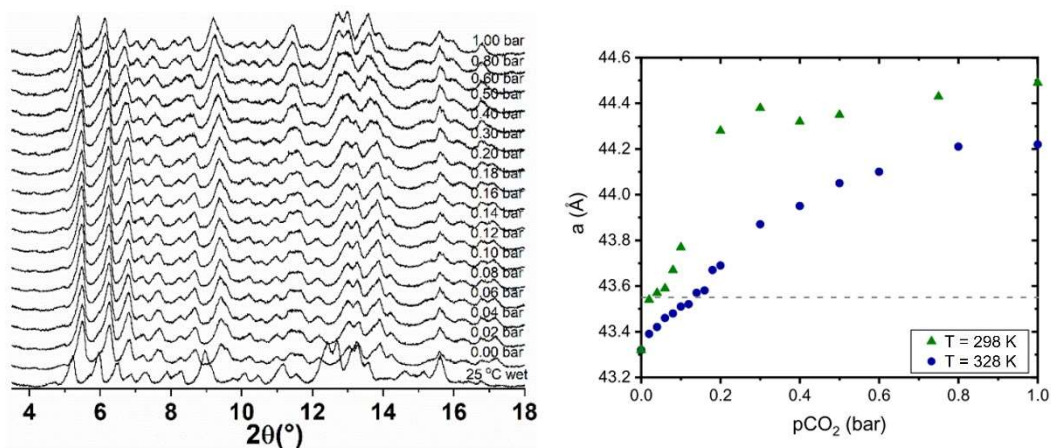 1.00 bar
0.80 bar
0.60 bar
0.50 bar
0.40 bar
0.30 bar
0.20 bar
0.18 bar
0.16 bar
0.14 bar
0.12 bar
0.10 bar
0.08 bar
0.06 bar
0.04 bar
0.02 bar
0.00 bar
25 °C wet
4 6 8 10 12 14 16 18
2θ(°)
44.6
44.4
44.2
44.0
43.8
43.6
43.4
43.2
a (Å)
T = 298 K
T = 328 K
0.0 0.2 0.4 0.6 0.8 1.0
pCO₂ (bar)